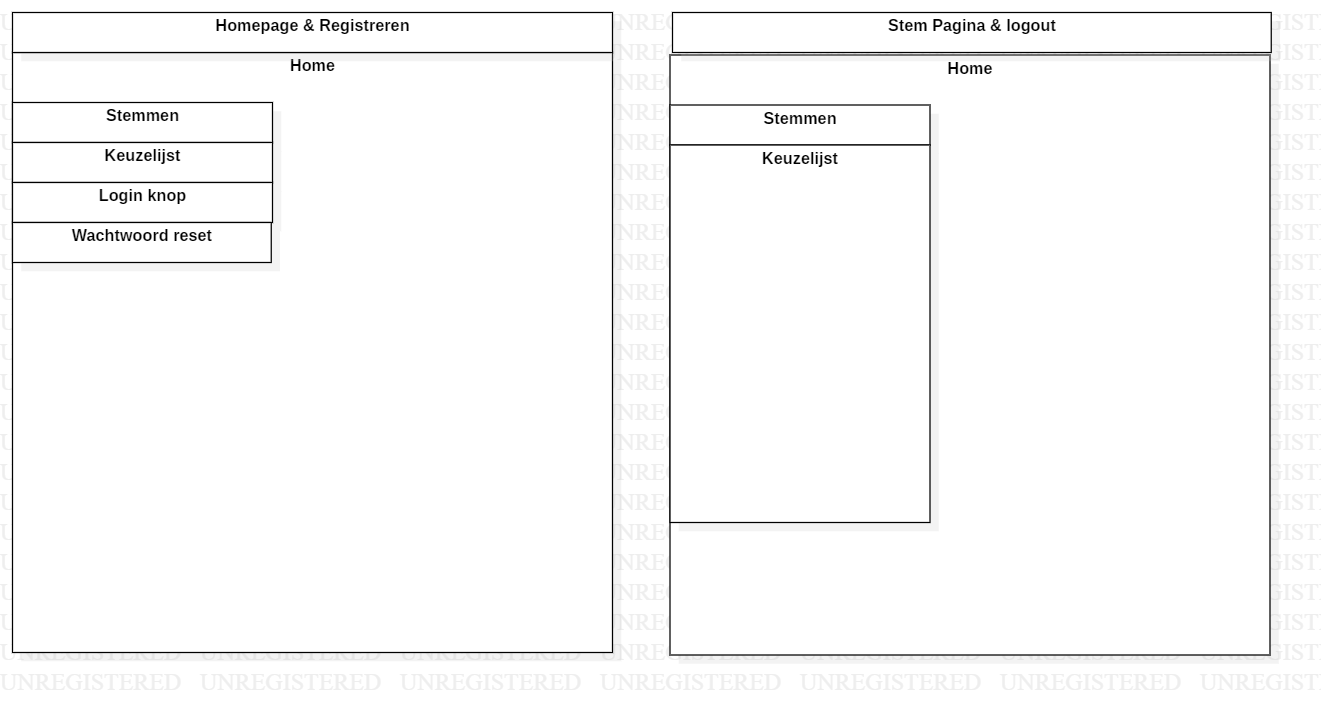 Homepage & Registreren
Home
Stemmen
Keuzelijst
Login knop
Wachtwoord reset
Stem Pagina & logout
Home
Stemmen
Keuzelijst
UNREGISTERED UNREGISTERED UNREGISTERED UNREGISTERED UNREGISTERED UNREGISTERED UNREGIST